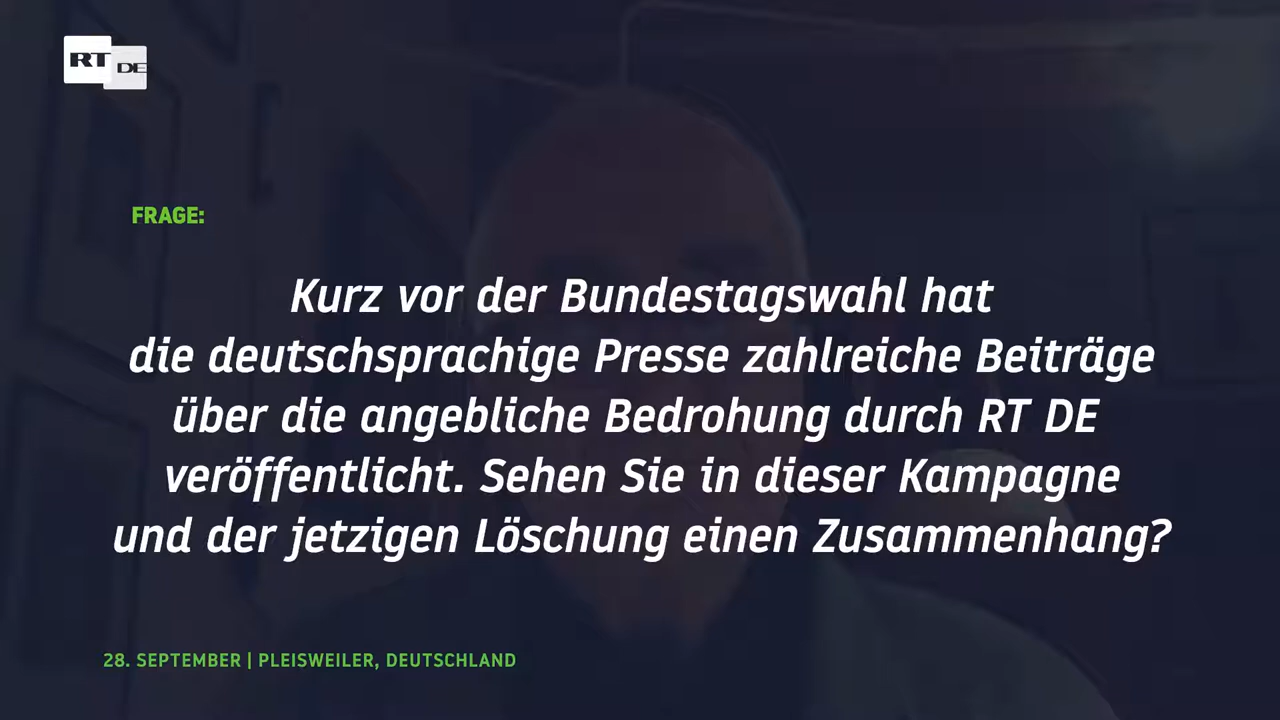 RT DE
FRAGE:
Kurz vor der Bundestagswahl hat
die deutschsprachige Presse zahlreiche Beiträge
über die angebliche Bedrohung durch RT DE
veröffentlicht. Sehen Sie in dieser Kampagne
und der jetzigen Löschung einen Zusammenhang?
28. SEPTEMBER | PLEISWEILER, DEUTSCHLAND